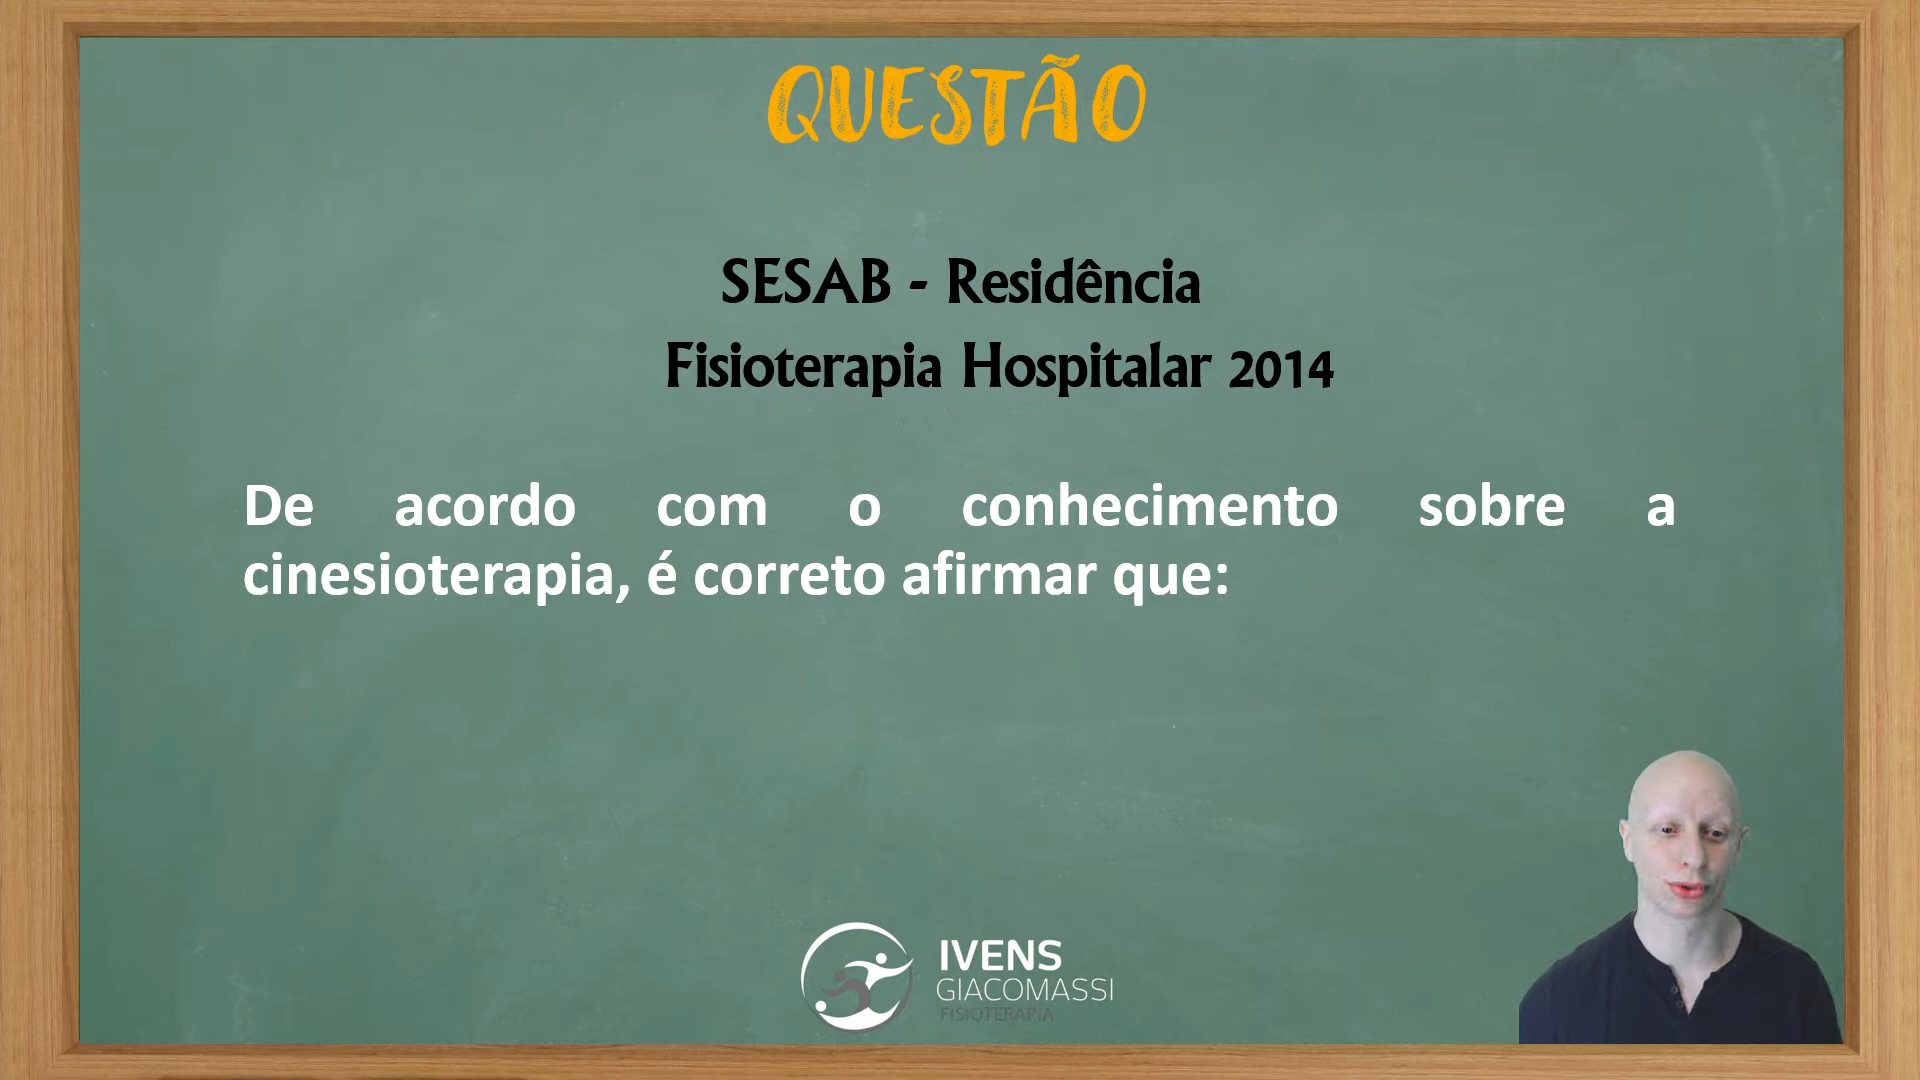 QUESTÃO
SESAB - Residência
Fisioterapia Hospitalar 2014
De acordo com o conhecimento sobre a
cinesioterapia, é correto afirmar que:
IVENS
GIACOMASSI
FISIOTERAPIA